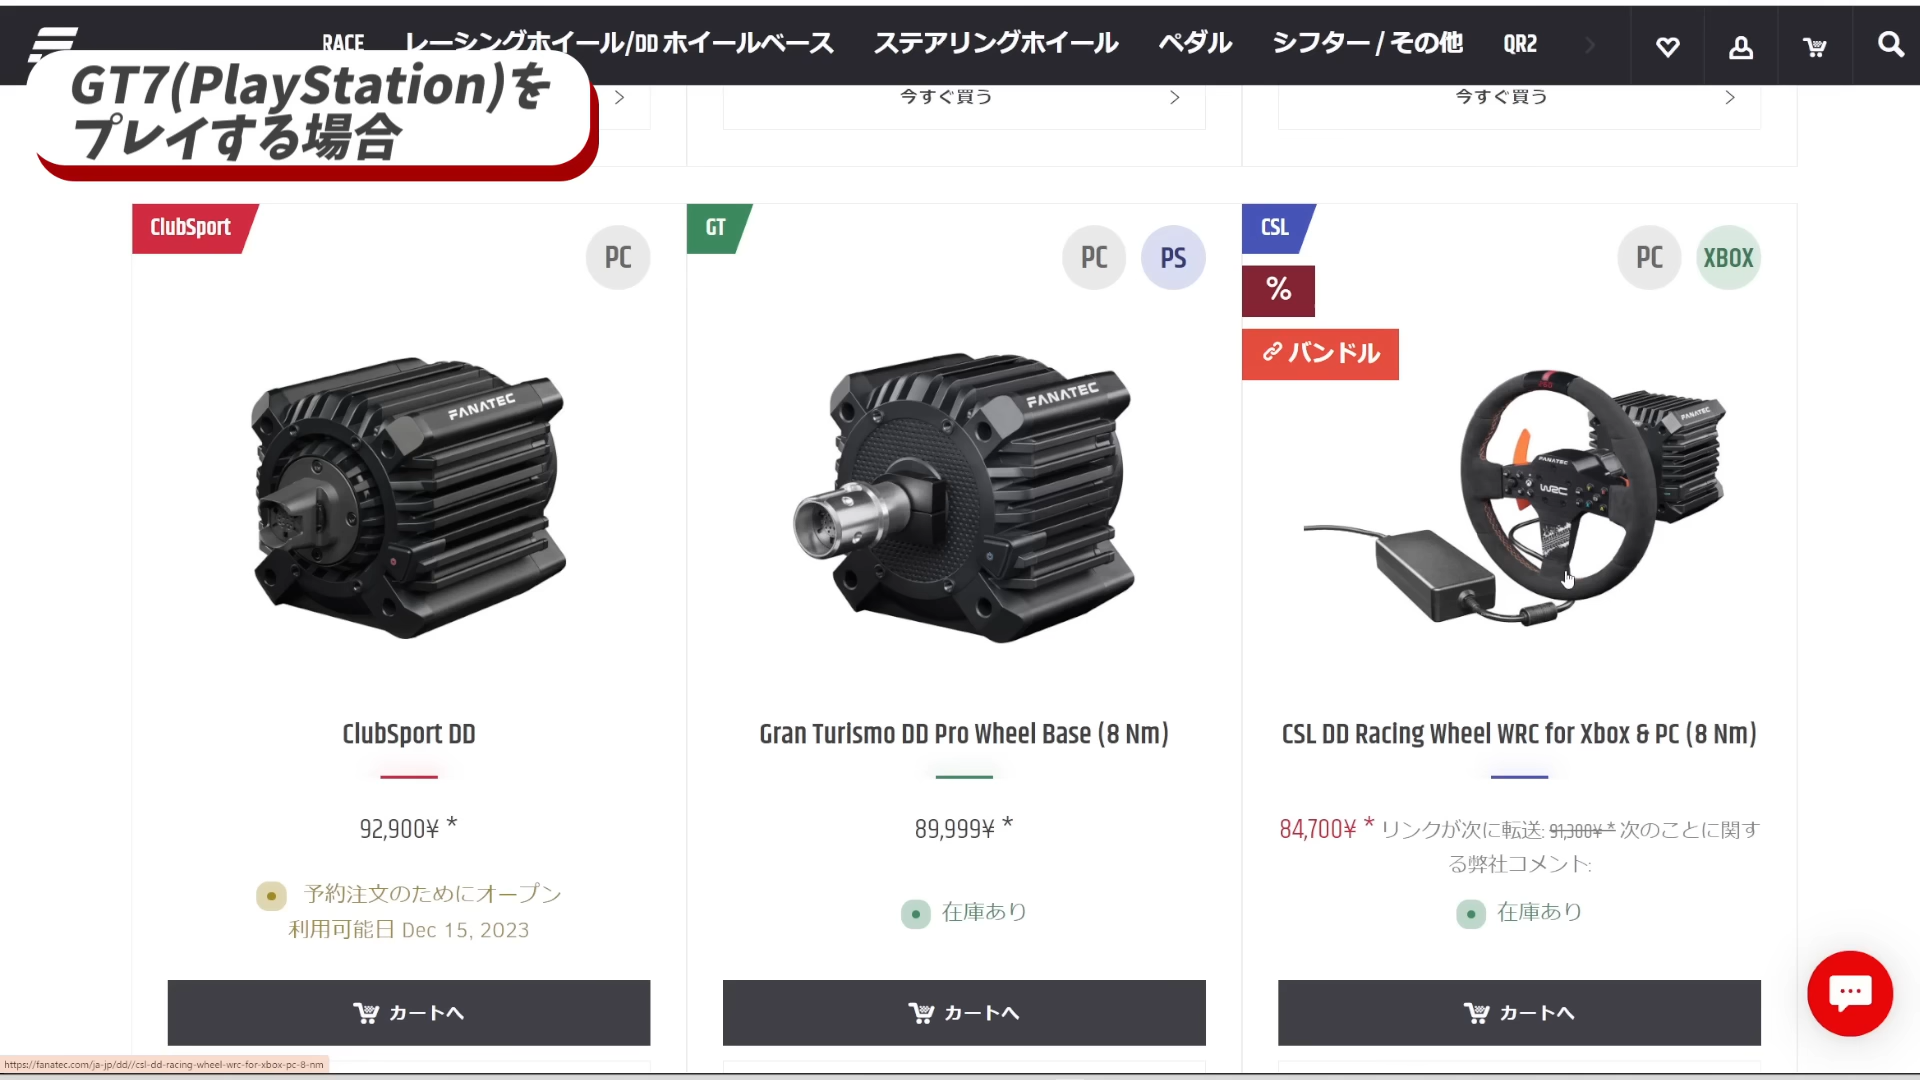 RACE
レーシングホイール/DD ホイールベース
ステアリングホイール
ペダル
シフター / その他
QR2
GT7(PlayStation)を
プレイする場合
今すぐ買う
今すぐ買う
ClubSport
PC
FANATEC
ClubSport DD
92,900¥ *
予約注文のためにオープン
利用可能日 Dec 15, 2023
カートへ
GT
PC
PS
FANATEC
Gran Turismo DD Pro Wheel Base (8 Nm)
89,999¥ *
在庫あり
カートへ
CSL
%
バンドル
PC
XBOX
FANATEC
FANATEC
WRC
CSL DD Racing Wheel WRC for Xbox & PC (8 Nm)
84,700¥ * リンクが次に転送: 91,300¥ * 次のことに関す
る弊社コメント:
在庫あり
カートへ
https://fanatec.com/ja-jp/dd//csl-dd-racing-wheel-wrc-for-xbox-pc-8-nm